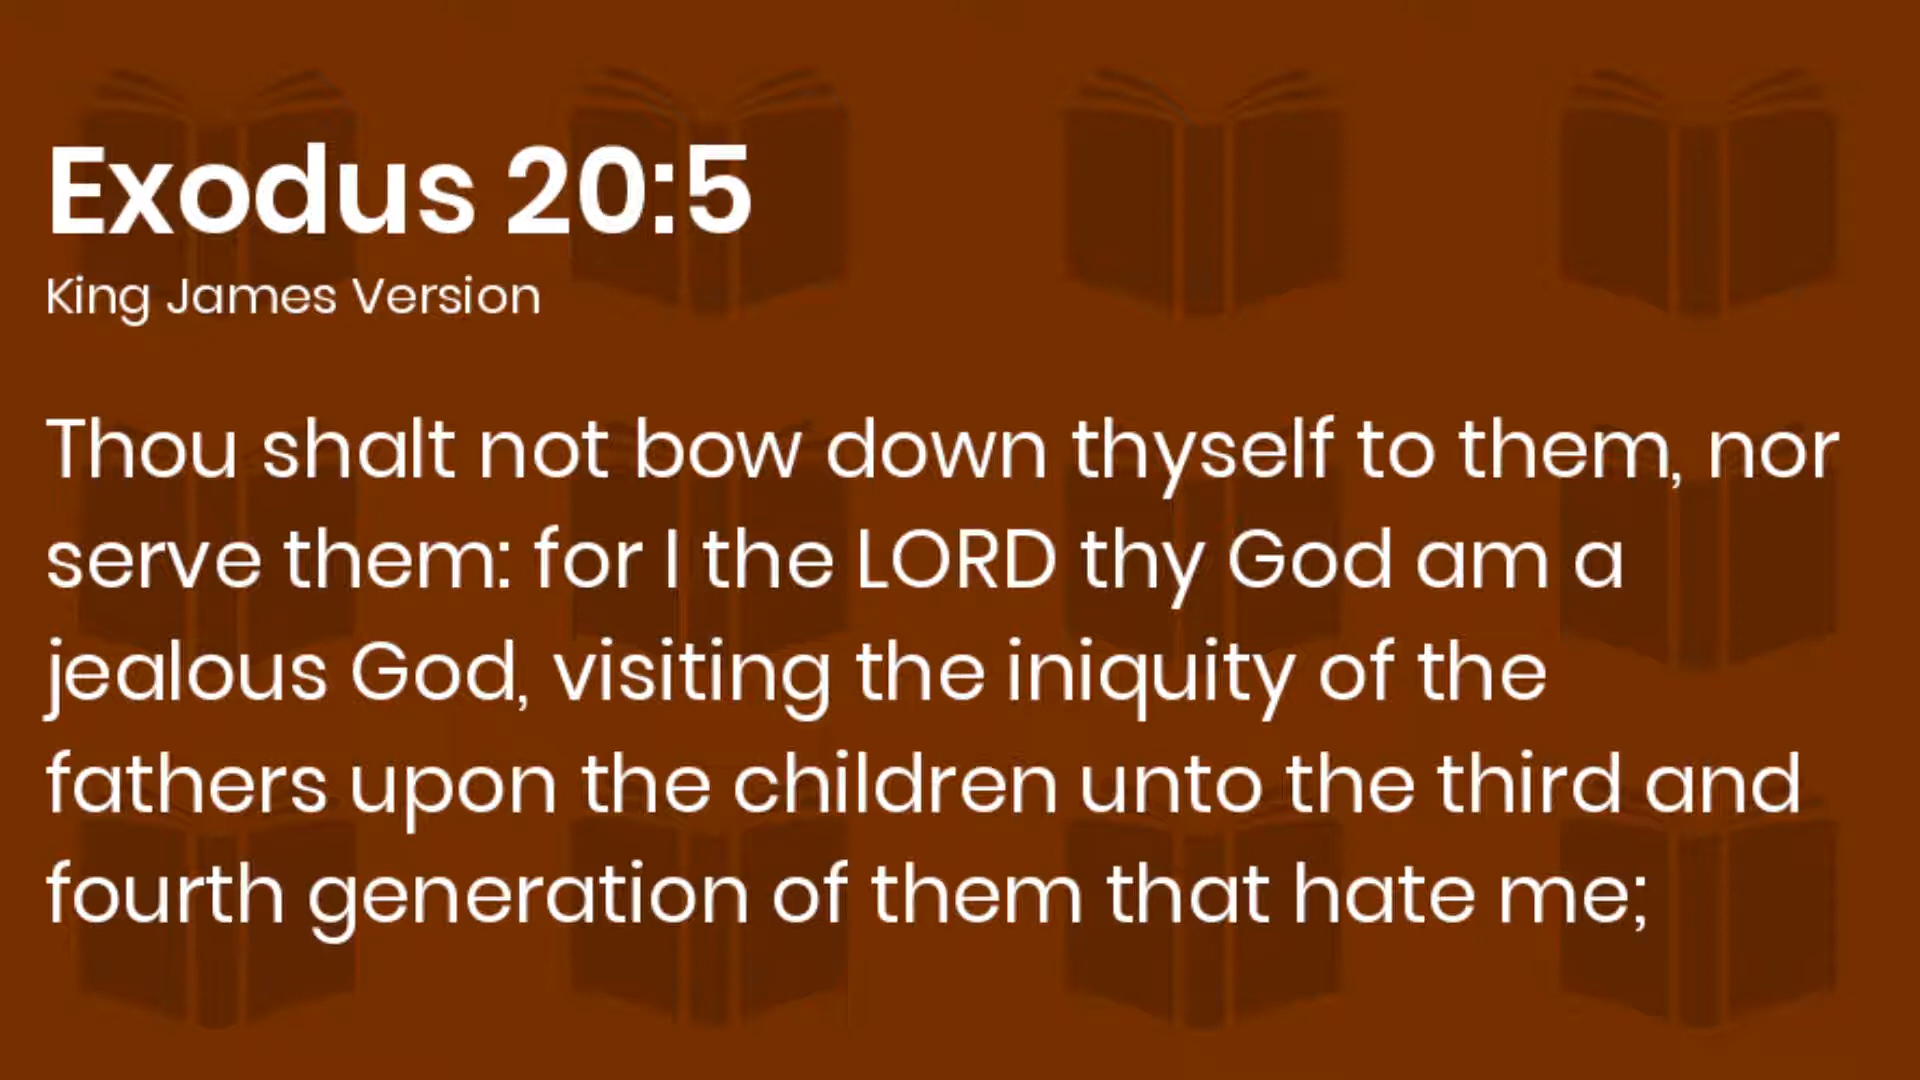 Exodus 20:5
King James Version
Thou shalt not bow down thyself to them, nor
serve them: for I the LORD thy God am a
jealous God, visiting the iniquity of the
fathers upon the children unto the third and
fourth generation of them that hate me;